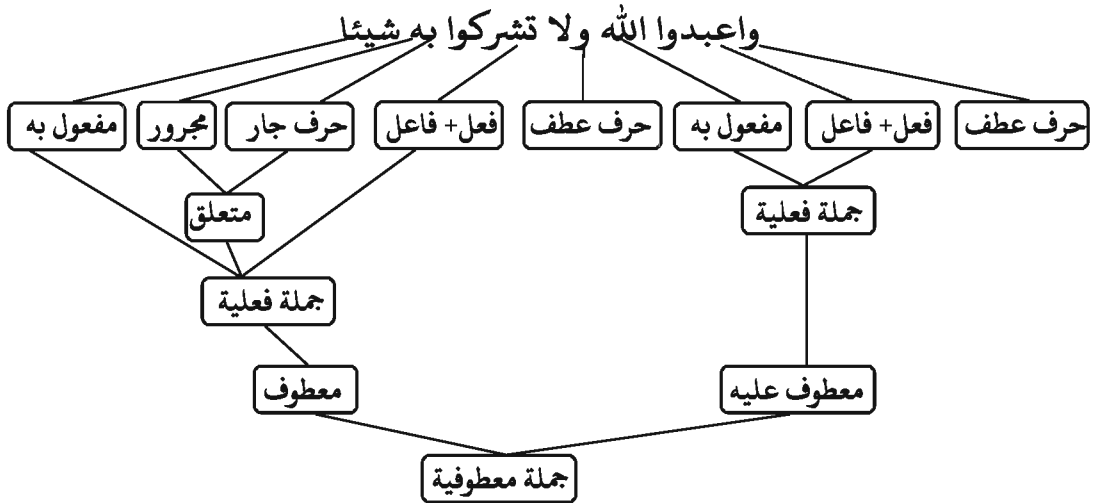 واعبدوا الله ولا تشركوا به شيئا
حرف عطف فعل+ فاعل مفعول به حرف عطف فعل+ فاعل حرف جار مجرور مفعول به
جملة فعلية متعلق
جملة فعلية
معطوف عليه معطوف
جملة معطوفية